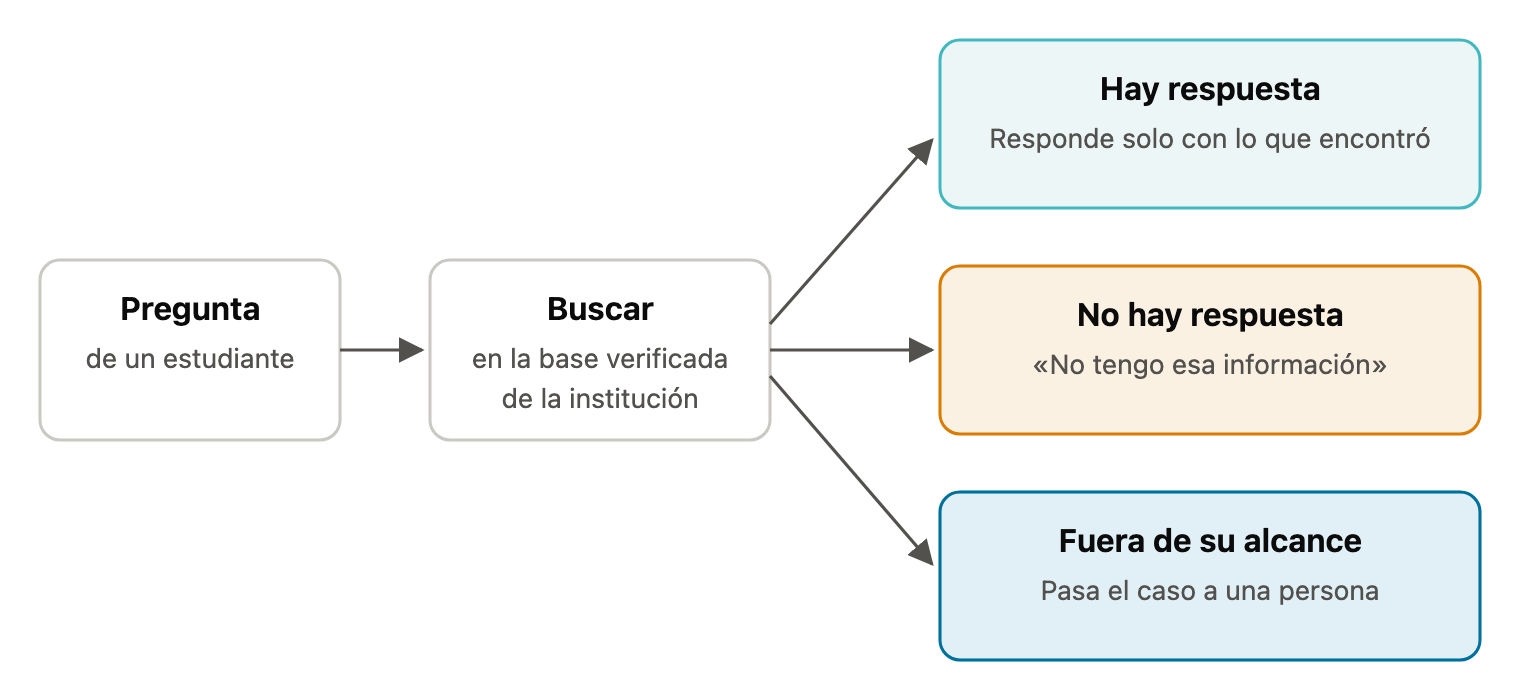 Pregunta
de un estudiante
Buscar
en la base verificada
de la institución
Hay respuesta
Responde solo con lo que encontró
No hay respuesta
«No tengo esa información»
Fuera de su alcance
Pasa el caso a una persona